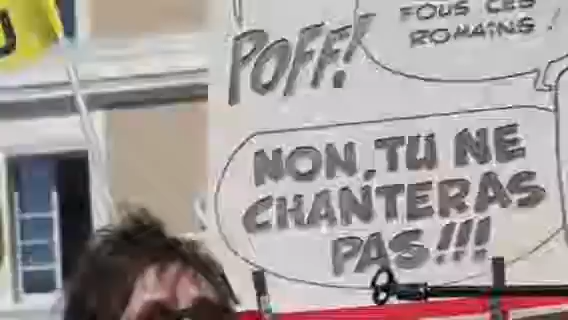 FOUS CES
ROMAINS !
POFF!
NON, TU NE
CHANTERAS
PAS!!!